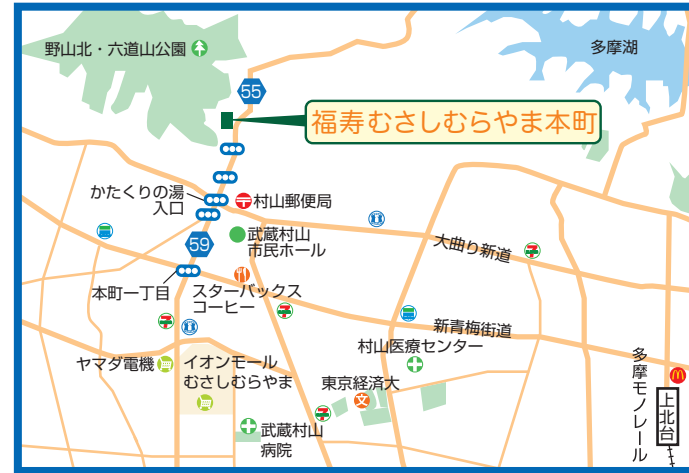 野山北・六道山公園
多摩湖
55
福寿むさしむらやま本町
かたくりの湯
入口
村山郵便局
59
武蔵村山
市民ホール
大曲り新道
7
本町一丁目
スターバックス
コーヒー
7
7
新青梅街道
村山医療センター
ヤマダ電機
イオンモール
むさしむらやま
東京経済大
文
7
武蔵村山
病院
多摩モノレール
上北台